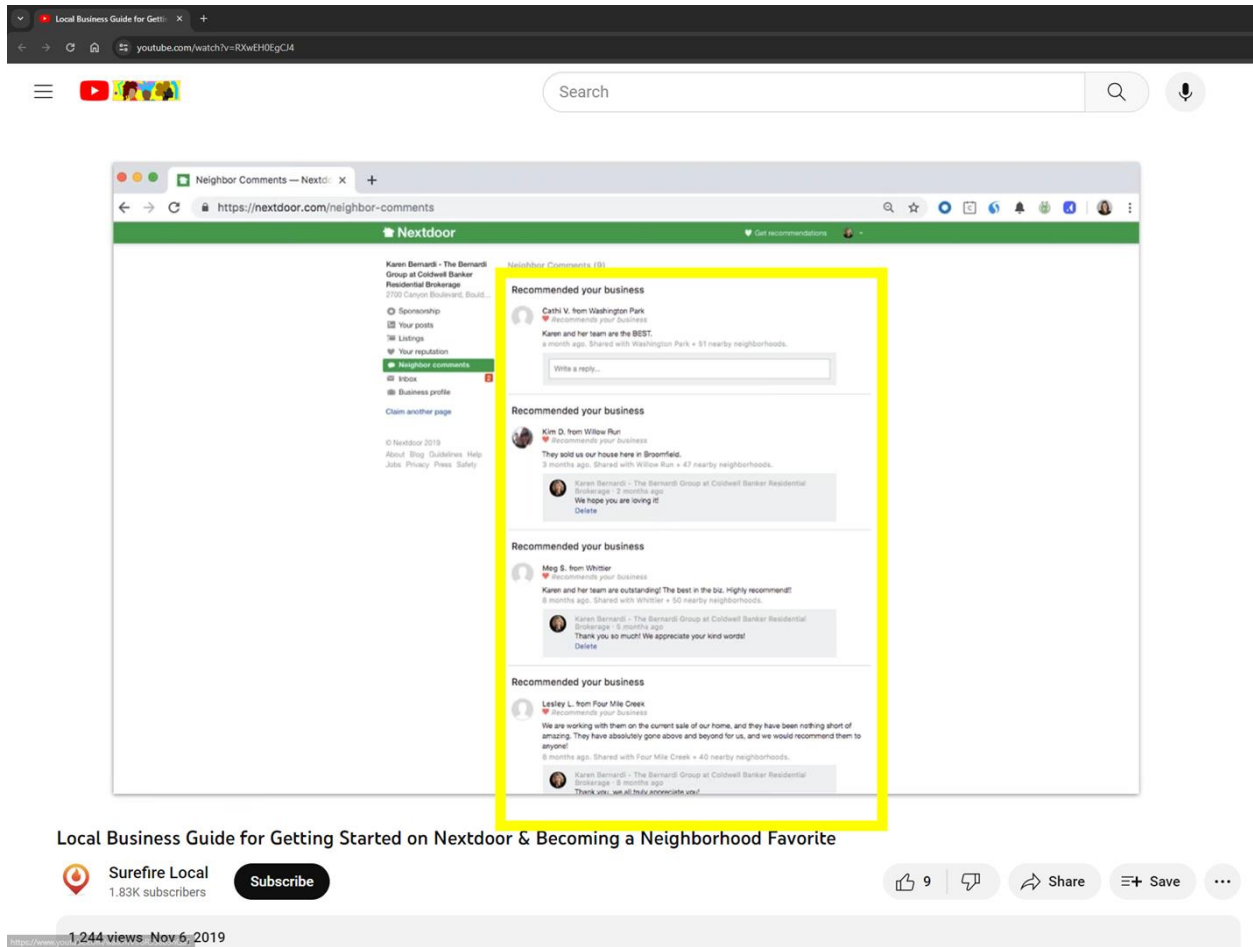 Local Business Guide for Gettin
youtube.com/watch?v=RXwEH0EgCJ4
Search
Neighbor Comments — Nextdo
https://nextdoor.com/neighbor-comments
Nextdoor
Get recommendations
Karen Bernardi - The Bernardi
Group at Coldwell Banker
Residential Brokerage
2700 Canyon Boulevard, Bould...
Sponsorship
Your posts
Listings
Your reputation
Neighbor comments
Inbox
2
Business profile
Claim another page
© Nextdoor 2019
About Blog Guidelines Help
Jobs Privacy Press Safety
Neighbor Comments (9)
Recommended your business
Cathi V. from Washington Park
Recommends your business
Karen and her team are the BEST.
a month ago. Shared with Washington Park + 51 nearby neighborhoods.
Write a reply...
Recommended your business
Kim D. from Willow Run
Recommends your business
They sold us our house here in Broomfield.
3 months ago. Shared with Willow Run + 47 nearby neighborhoods.
Karen Bernardi - The Bernardi Group at Coldwell Banker Residential
Brokerage · 2 months ago
We hope you are loving it!
Delete
Recommended your business
Meg S. from Whittier
Recommends your business
Karen and her team are outstanding! The best in the biz. Highly recommend!!
6 months ago. Shared with Whittier + 50 nearby neighborhoods.
Karen Bernardi - The Bernardi Group at Coldwell Banker Residential
Brokerage · 5 months ago
Thank you so much! We appreciate your kind words!
Delete
Recommended your business
Lesley L. from Four Mile Creek
Recommends your business
We are working with them on the current sale of our home, and they have been nothing short of
amazing. They have absolutely gone above and beyond for us, and we would recommend them to
anyone!
8 months ago. Shared with Four Mile Creek + 40 nearby neighborhoods.
Karen Bernardi - The Bernardi Group at Coldwell Banker Residential
Brokerage · 8 months ago
Thank you, we all truly appreciate you!
Local Business Guide for Getting Started on Nextdoor & Becoming a Neighborhood Favorite
Surefire Local
1.83K subscribers
Subscribe
9
Share
Save
1,244 views Nov 6, 2019